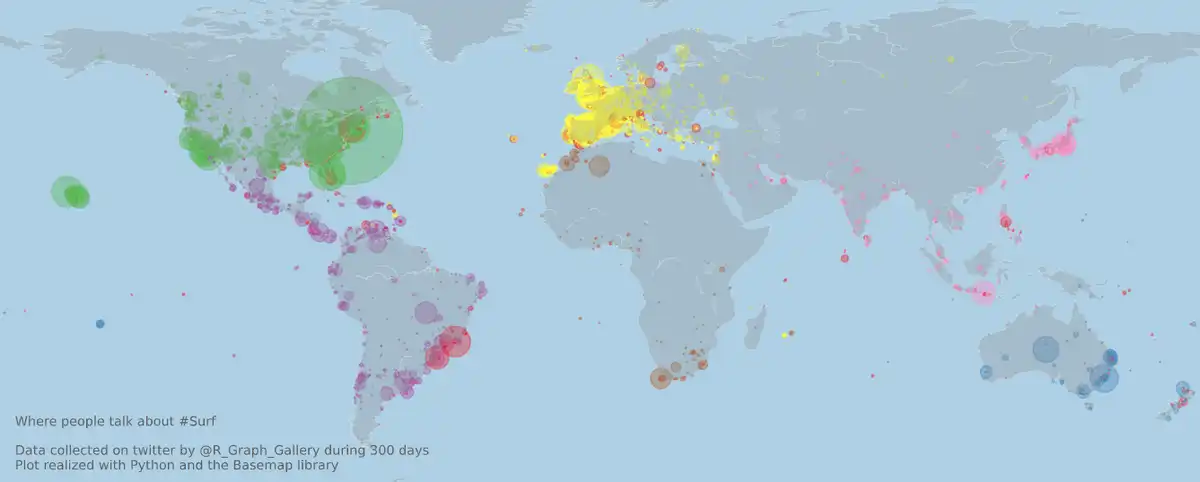 Where people talk about #Surf
Data collected on twitter by @R_Graph_Gallery during 300 days
Plot realized with Python and the Basemap library